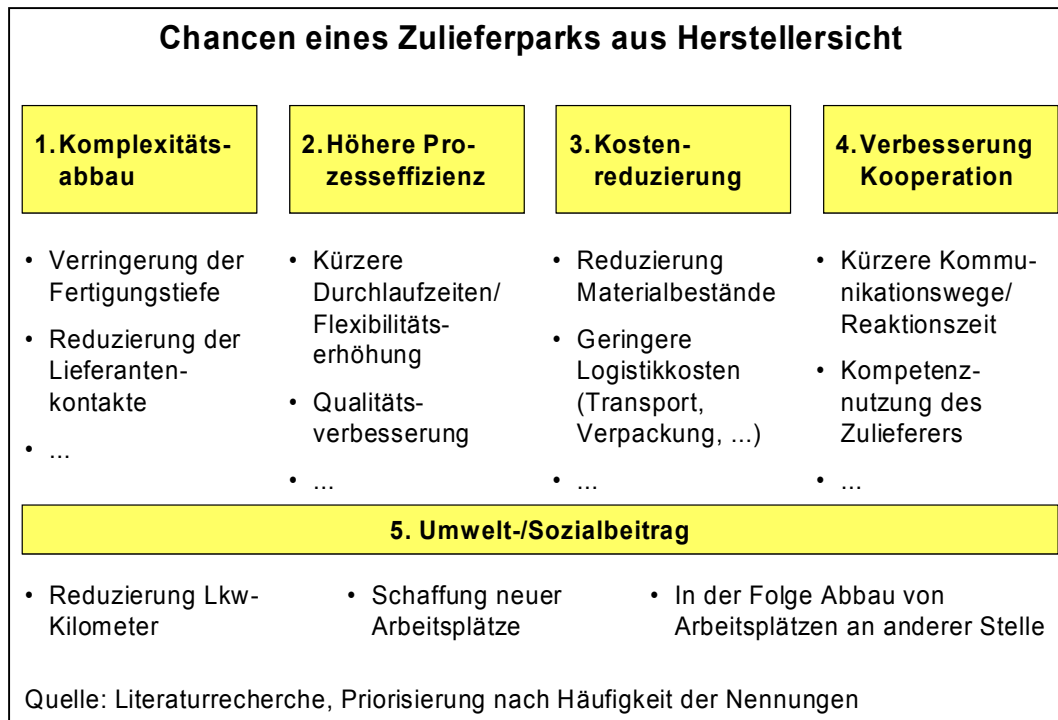 Chancen eines Zulieferparks aus Herstellersicht
1. Komplexitäts-
abbau
2. Höhere Pro-
zesseffizienz
3. Kosten-
reduzierung
4. Verbesserung
Kooperation
• Verringerung der
Fertigungstiefe
• Reduzierung der
Lieferanten-
kontakte
• ...
• Kürzere
Durchlaufzeiten/
Flexibilitäts-
erhöhung
• Qualitäts-
verbesserung
• ...
• Reduzierung
Materialbestände
• Geringere
Logistikkosten
(Transport,
Verpackung, ...)
• ...
• Kürzere Kommu-
nikationswege/
Reaktionszeit
• Kompetenz-
nutzung des
Zulieferers
• ...
5. Umwelt-/Sozialbeitrag
• Reduzierung Lkw-
Kilometer
• Schaffung neuer
Arbeitsplätze
• In der Folge Abbau von
Arbeitsplätzen an anderer Stelle
Quelle: Literaturrecherche, Priorisierung nach Häufigkeit der Nennungen